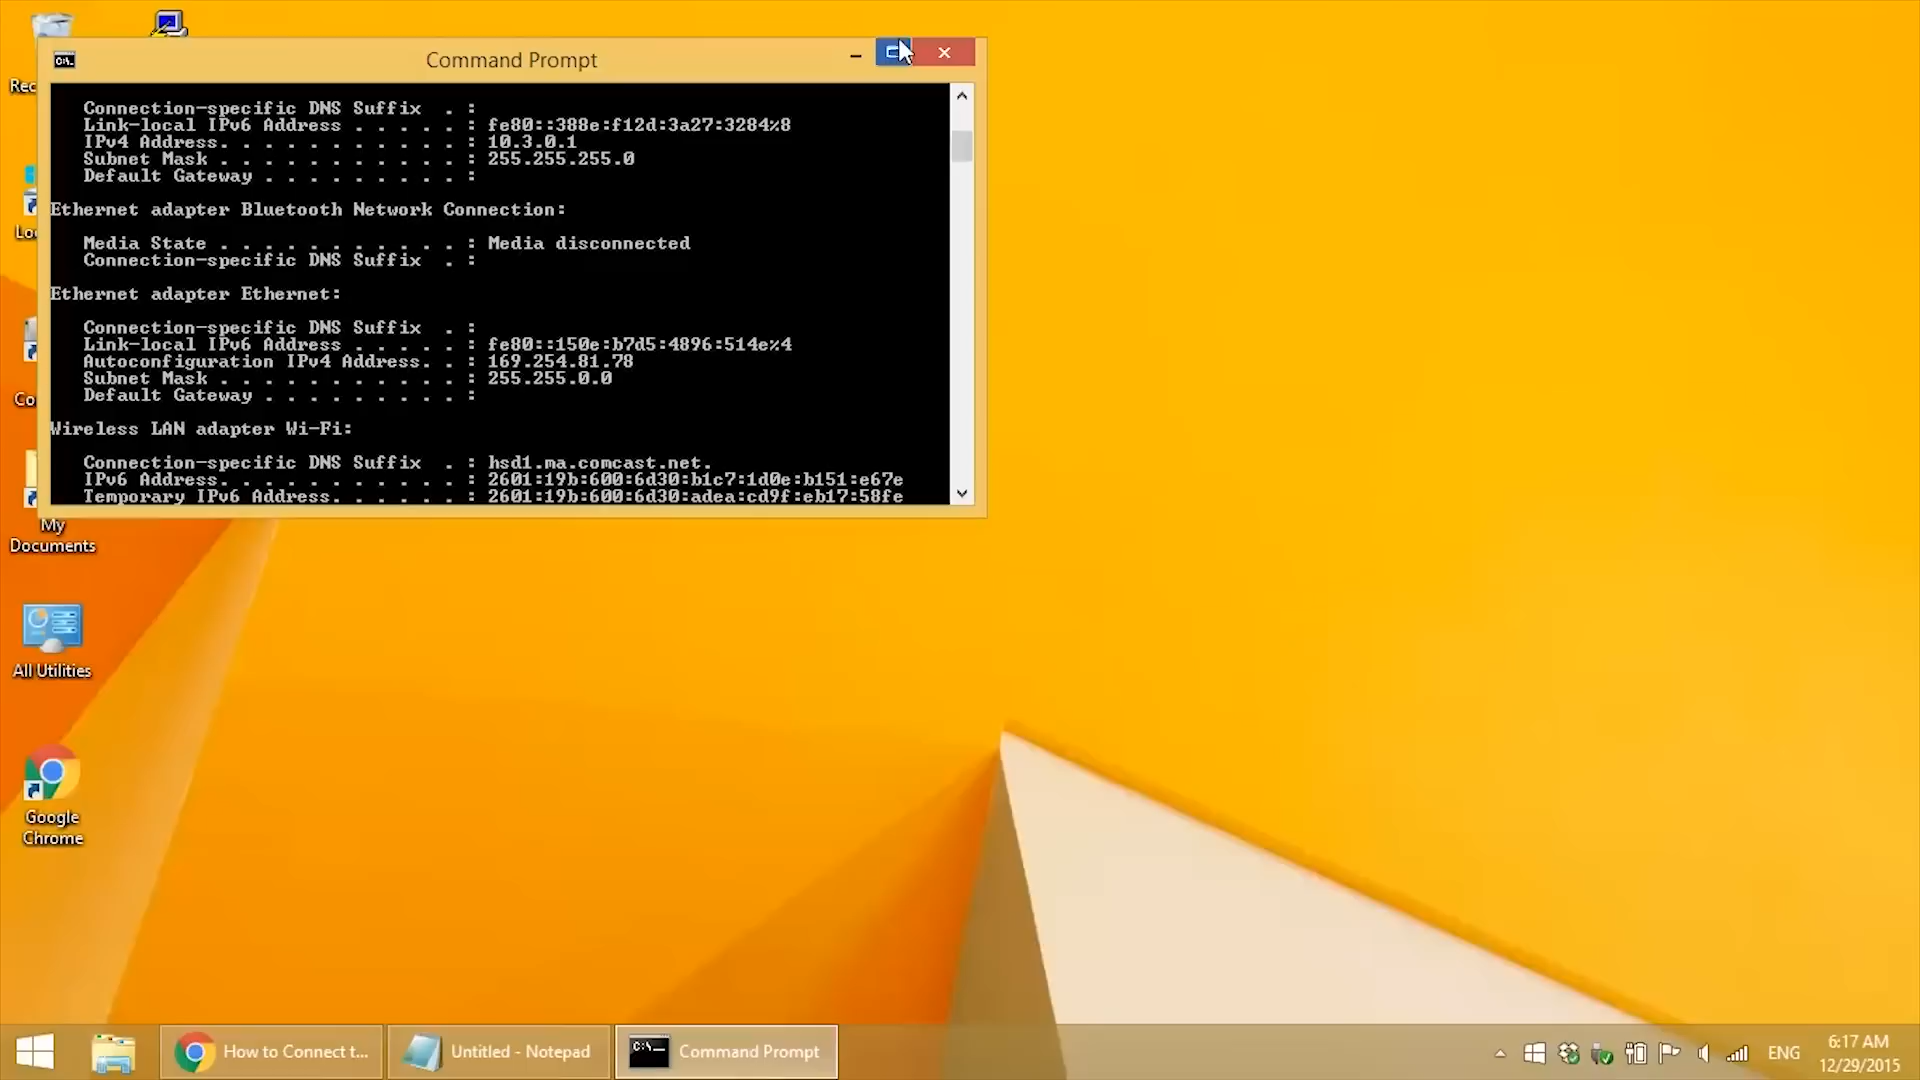 Command Prompt
Connection-specific DNS Suffix . :
Link-local IPv6 Address . . . . . : fe80::388e:f12d:3a27:3284%8
IPv4 Address. . . . . . . . . . . : 10.3.0.1
Subnet Mask . . . . . . . . . . . : 255.255.255.0
Default Gateway . . . . . . . . . :
Ethernet adapter Bluetooth Network Connection:
Media State . . . . . . . . . . . : Media disconnected
Connection-specific DNS Suffix . :
Ethernet adapter Ethernet:
Connection-specific DNS Suffix . :
Link-local IPv6 Address . . . . . : fe80::150e:b7d5:4896:514e%4
Autoconfiguration IPv4 Address. . : 169.254.81.78
Subnet Mask . . . . . . . . . . . : 255.255.0.0
Default Gateway . . . . . . . . . :
Wireless LAN adapter Wi-Fi:
Connection-specific DNS Suffix . : hsd1.ma.comcast.net.
IPv6 Address. . . . . . . . . . . : 2601:19b:600:6d30:b1c7:1d0e:b151:e67e
Temporary IPv6 Address. . . . . . : 2601:19b:600:6d30:adea:cd9f:eb17:58fe
Rec
Loc
Co
My
Documents
All Utilities
Google
Chrome
How to Connect t...
Untitled - Notepad
Command Prompt
ENG
6:17 AM
12/29/2015